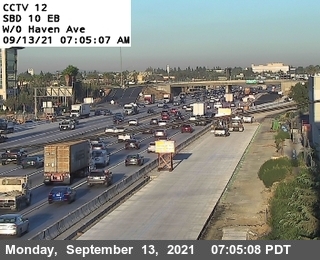 CCTV 12
SBD 10 EB
W/O Haven Ave
09/13/21 07:05:07 AM
Monday, September 13, 2021 07:05:08 PDT